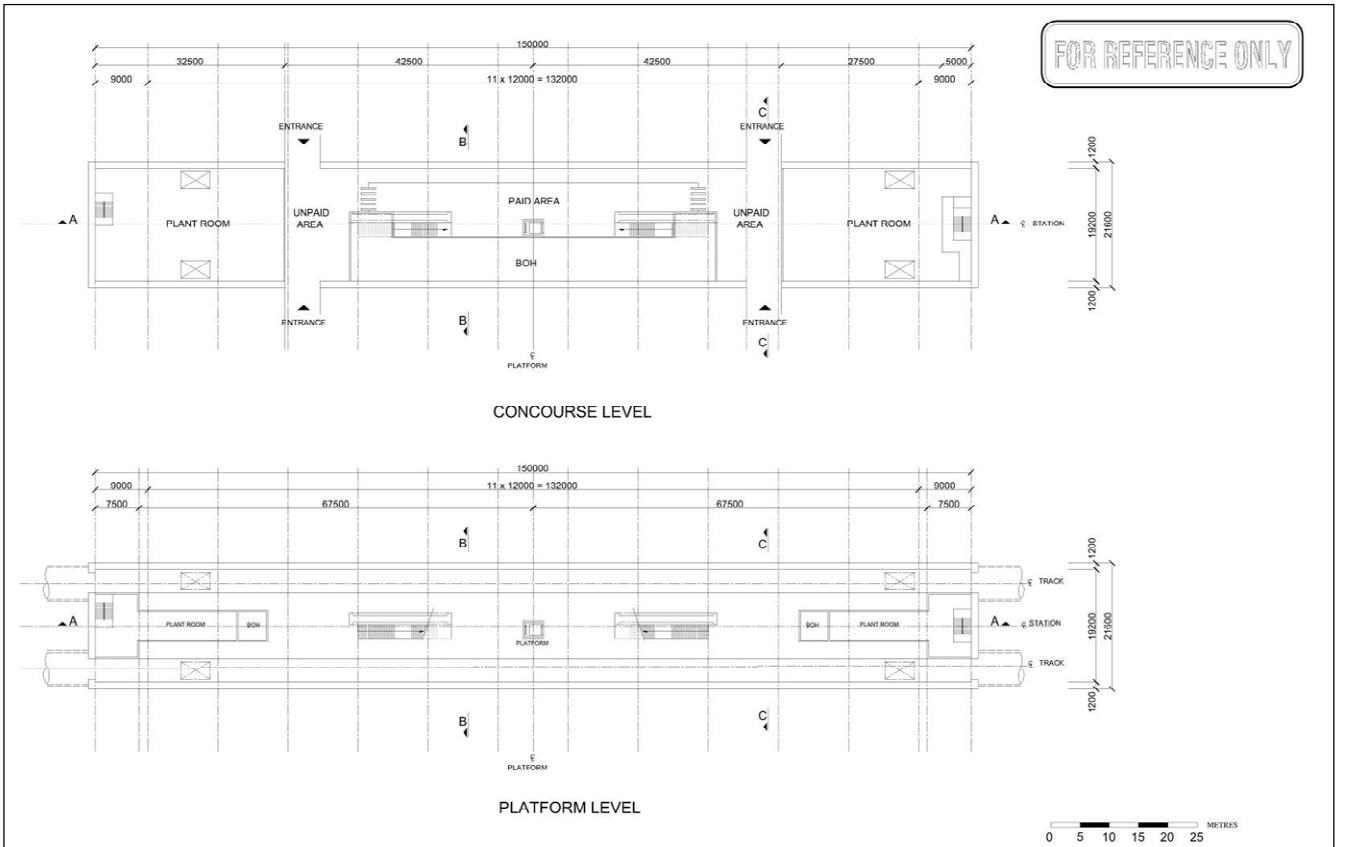 FOR REFERENCE ONLY
150000
32500 42500 42500 27500 5000
9000 11 x 12000 = 132000 9000
C
ENTRANCE ENTRANCE
B
1200
PAID AREA
A PLANT ROOM UNPAID AREA UNPAID AREA PLANT ROOM A ℄ STATION
19200 21600
BOH
1200
ENTRANCE ENTRANCE
B
C
℄
PLATFORM
CONCOURSE LEVEL
150000
9000 11 x 12000 = 132000 9000
7500 67500 67500 7500
B C
1200
℄ TRACK
A PLANT ROOM BOH BOH PLANT ROOM A ℄ STATION
19200 21600
PLATFORM
℄ TRACK
1200
B C
℄
PLATFORM
PLATFORM LEVEL
METRES
0 5 10 15 20 25